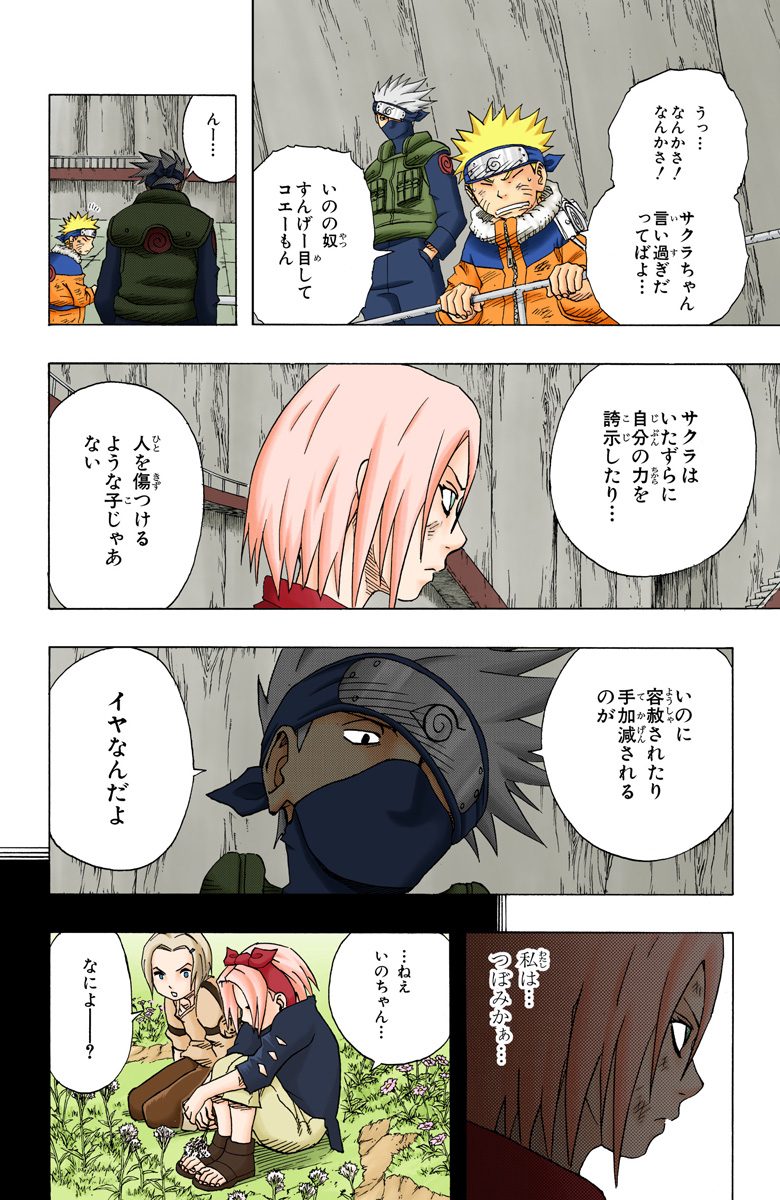 うっ…
なんかさ！
なんかさ！
サクラちゃん
言い過ぎだ
ってばよ…
いのの奴
すんげー目して
コエーもん
んー…
サクラは
いたずらに
自分の力を
誇示したり…
人を傷つける
ような子じゃあ
ない
いのに
容赦されたり
手加減される
のが
イヤなんだよ
私は…
つぼみかぁ…
…ねえ
いのちゃん…
なによ──？